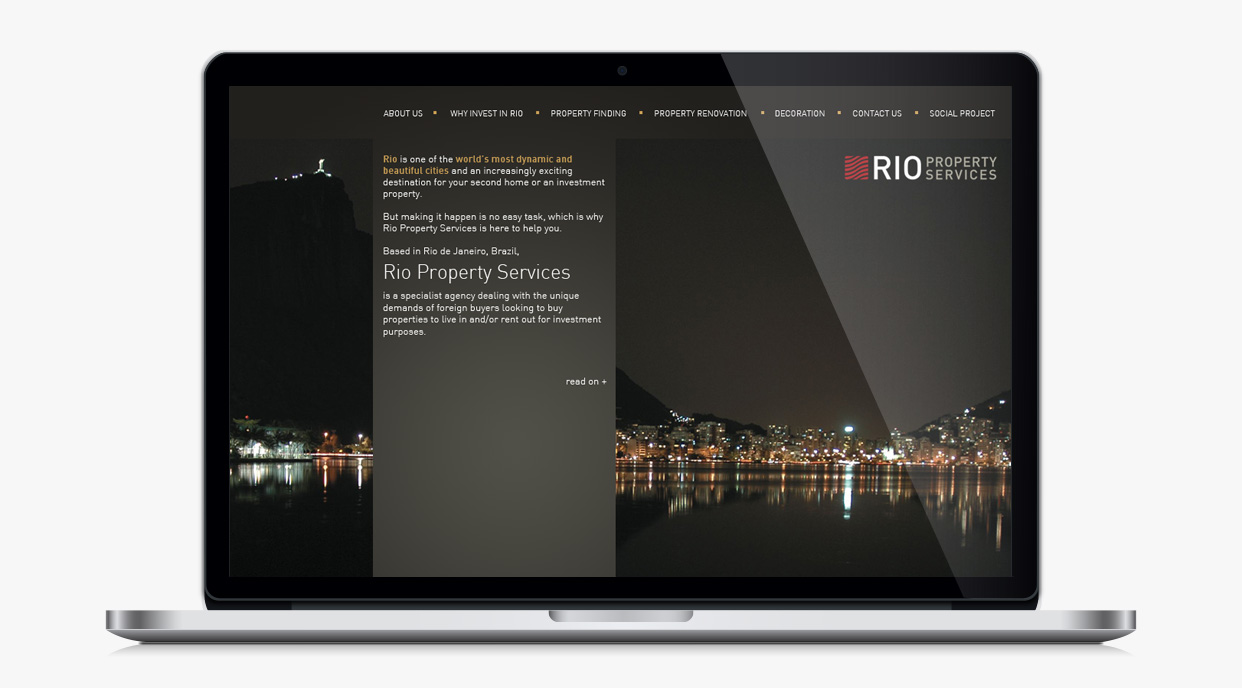 ABOUT US WHY INVEST IN RIO PROPERTY FINDING PROPERTY RENOVATION DECORATION CONTACT US SOCIAL PROJECT
RIO PROPERTY
SERVICES
Rio is one of the world's most dynamic and
beautiful cities and an increasingly exciting
destination for your second home or an investment
property.
But making it happen is no easy task, which is why
Rio Property Services is here to help you.
Based in Rio de Janeiro, Brazil,
Rio Property Services
is a specialist agency dealing with the unique
demands of foreign buyers looking to buy
properties to live in and/or rent out for investment
purposes.
read on +